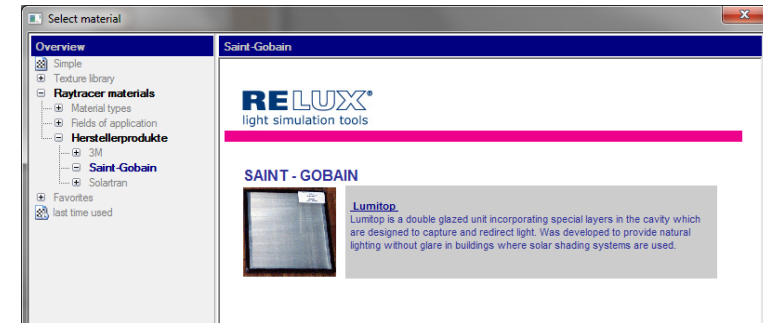 Select material
Overview
Simple
Texture library
Raytracer materials
Material types
Fields of application
Herstellerprodukte
3M
Saint-Gobain
Solartran
Favorites
last time used
Saint-Gobain
RELUX®
light simulation tools
SAINT - GOBAIN
Lumitop
Lumitop is a double glazed unit incorporating special layers in the cavity which
are designed to capture and redirect light. Was developed to provide natural
lighting without glare in buildings where solar shading systems are used.